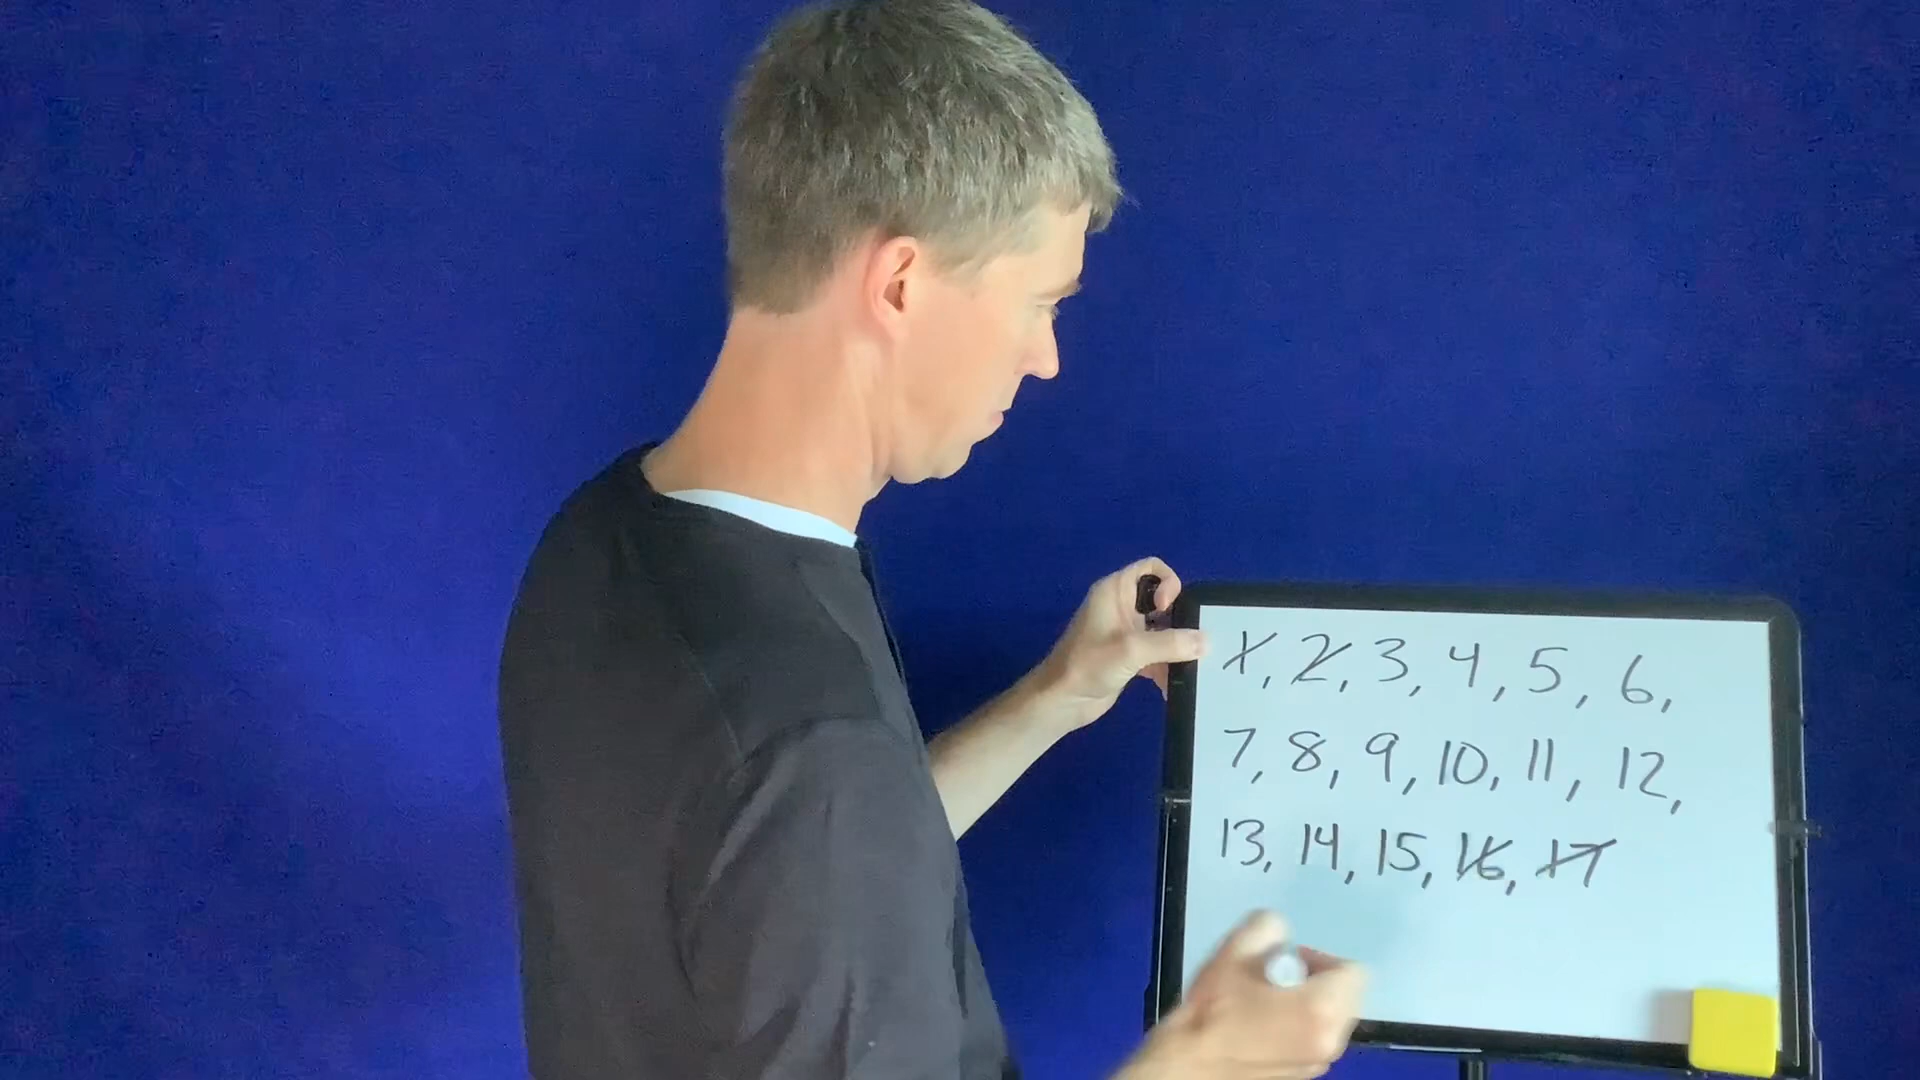 1, 2, 3, 4, 5, 6,
7, 8, 9, 10, 11, 12,
13, 14, 15, 16, 17